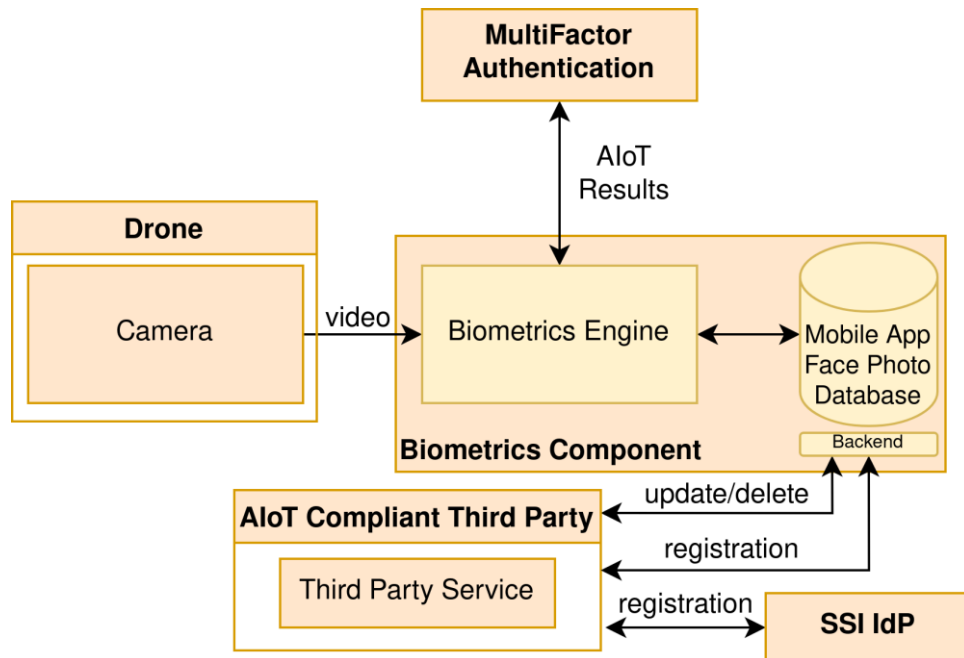 MultiFactor
Authentication
AIoT
Results
Drone
Camera
video
Biometrics Engine
Mobile App
Face Photo
Database
Backend
Biometrics Component
update/delete
AIoT Compliant Third Party
registration
Third Party Service
registration
SSI IdP